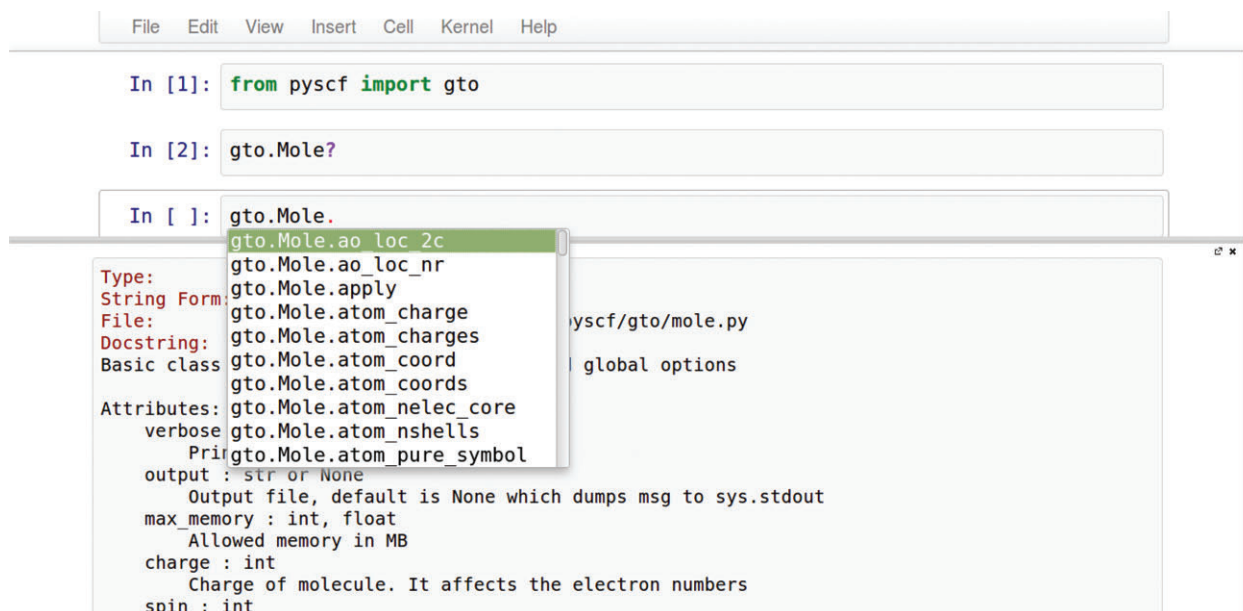 File Edit View Insert Cell Kernel Help
In [1]: from pyscf import gto
In [2]: gto.Mole?
In [ ]: gto.Mole.
gto.Mole.ao_loc_2c
gto.Mole.ao_loc_nr
gto.Mole.apply
gto.Mole.atom_charge
gto.Mole.atom_charges
gto.Mole.atom_coord
gto.Mole.atom_coords
gto.Mole.atom_nelec_core
gto.Mole.atom_nshells
gto.Mole.atom_pure_symbol
Type:
String Form:
File: yscf/gto/mole.py
Docstring:
Basic class global options
Attributes:
verbose
output : str or None
Output file, default is None which dumps msg to sys.stdout
max_memory : int, float
Allowed memory in MB
charge : int
Charge of molecule. It affects the electron numbers
spin : int